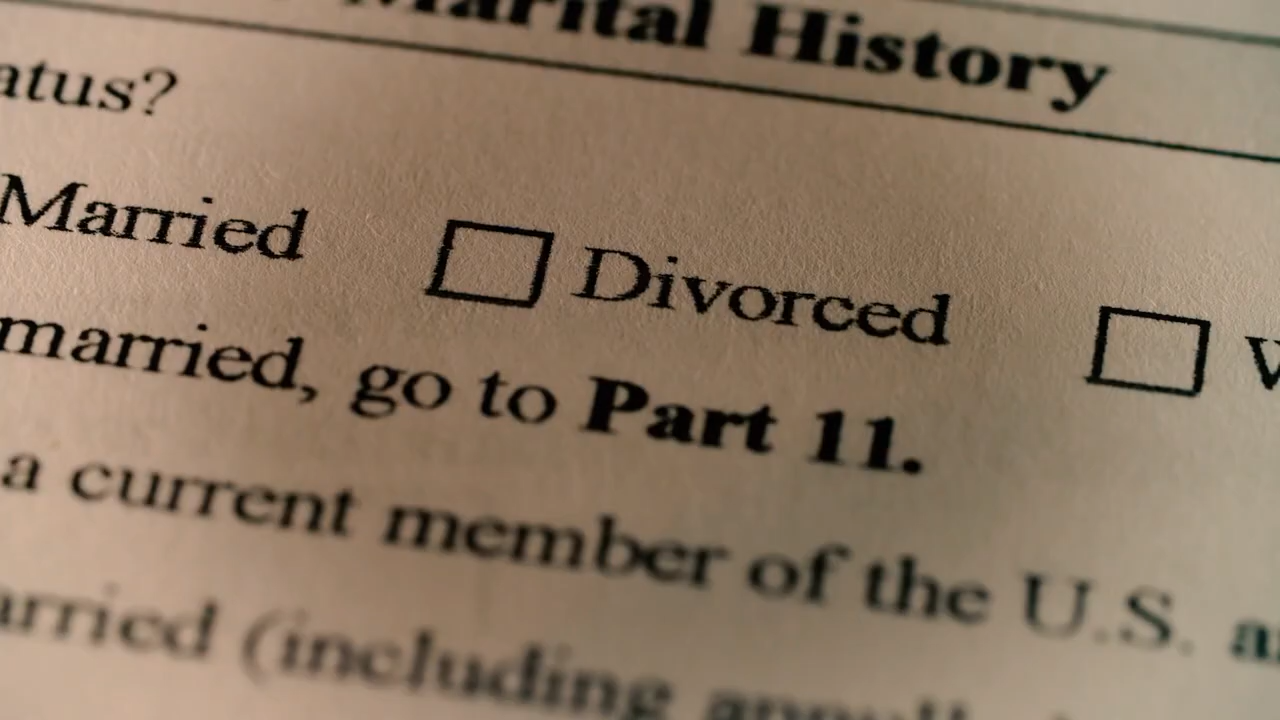 Marital History
atus?
Married Divorced
married, go to Part 11.
a current member of the U.S.
arried (including